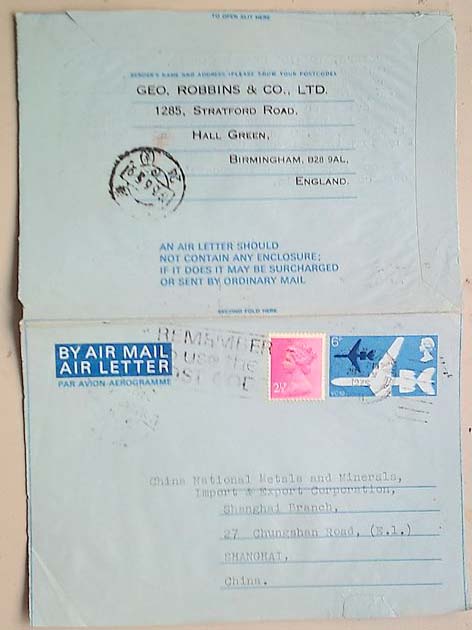 TO OPEN SLIT HERE
SENDER'S NAME AND ADDRESS (PLEASE SHOW YOUR POSTCODE)
GEO, ROBBINS & CO., LTD.
1285, STRATFORD ROAD,
HALL GREEN,
BIRMINGHAM, B28 9AL,
ENGLAND.
AN AIR LETTER SHOULD
NOT CONTAIN ANY ENCLOSURE;
IF IT DOES IT MAY BE SURCHARGED
OR SENT BY ORDINARY MAIL
SECOND FOLD HERE
REMEMBER
USE THE
BY AIR MAIL
AIR LETTER
PAR AVION-AEROGRAMME
2½P
6P
VC10
China National Metals and Minerals,
Import & Export Corporation,
Shanghai Branch,
27 Chungshan Road, (E.1.)
SHANGHAI,
China.